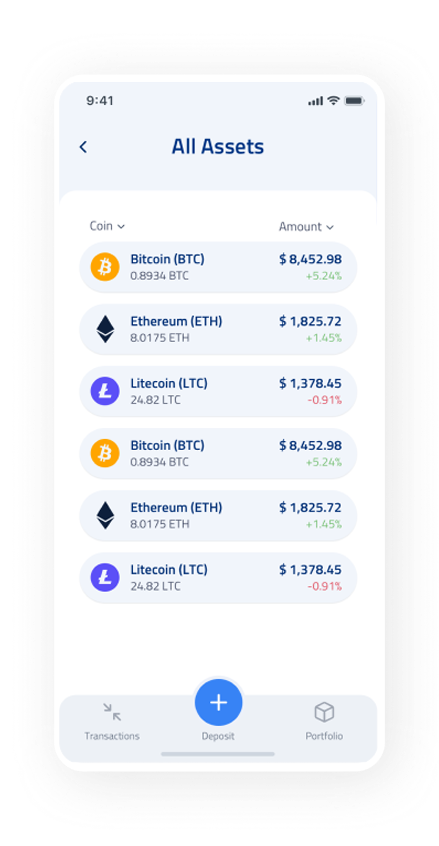 9:41
All Assets
Coin
Amount
Bitcoin (BTC)
$ 8,452.98
0.8934 BTC
+5.24%
Ethereum (ETH)
$ 1,825.72
8.0175 ETH
+1.45%
Litecoin (LTC)
$ 1,378.45
24.82 LTC
-0.91%
Bitcoin (BTC)
$ 8,452.98
0.8934 BTC
+5.24%
Ethereum (ETH)
$ 1,825.72
8.0175 ETH
+1.45%
Litecoin (LTC)
$ 1,378.45
24.82 LTC
-0.91%
Transactions
Deposit
Portfolio